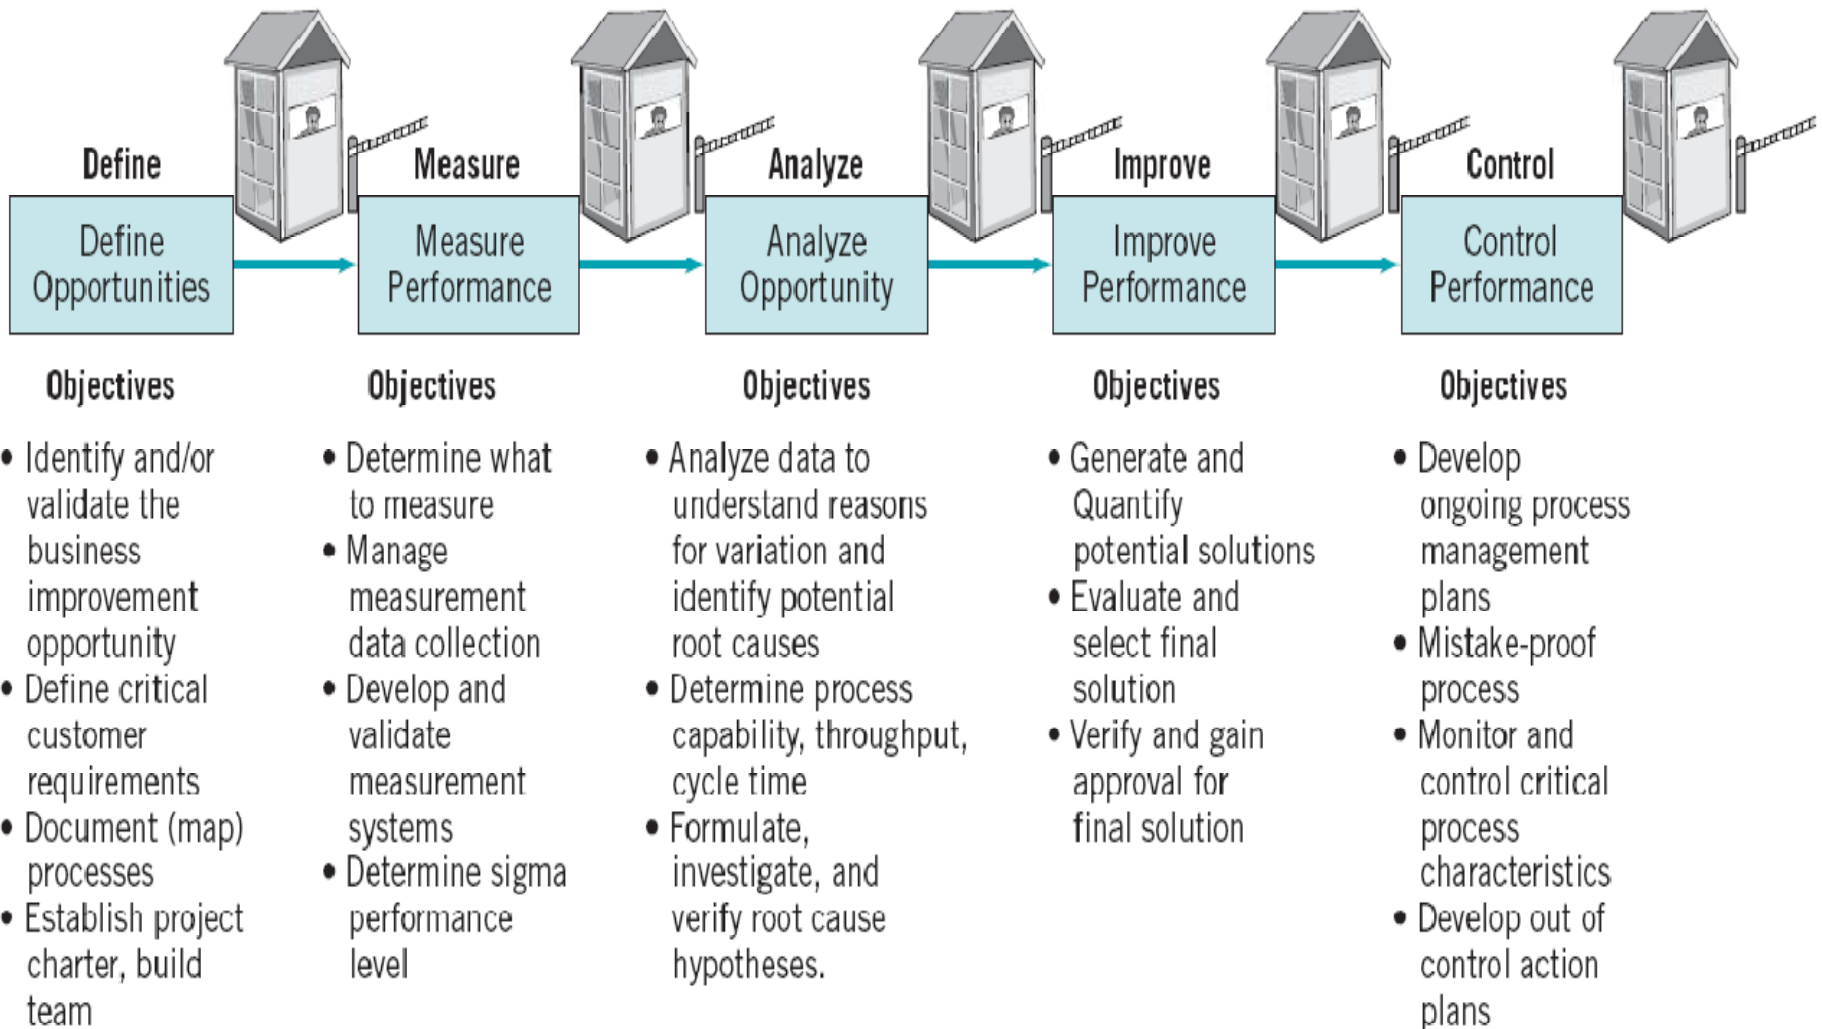 Define
Measure
Analyze
Improve
Control
Define
Opportunities
Measure
Performance
Analyze
Opportunity
Improve
Performance
Control
Performance
Objectives
• Identify and/or
validate the
business
improvement
opportunity
• Define critical
customer
requirements
• Document (map)
processes
• Establish project
charter, build
team
Objectives
• Determine what
to measure
• Manage
measurement
data collection
• Develop and
validate
measurement
systems
• Determine sigma
performance
level
Objectives
• Analyze data to
understand reasons
for variation and
identify potential
root causes
• Determine process
capability, throughput,
cycle time
• Formulate,
investigate, and
verify root cause
hypotheses.
Objectives
• Generate and
Quantify
potential solutions
• Evaluate and
select final
solution
• Verify and gain
approval for
final solution
Objectives
• Develop
ongoing process
management
plans
• Mistake-proof
process
• Monitor and
control critical
process
characteristics
• Develop out of
control action
plans